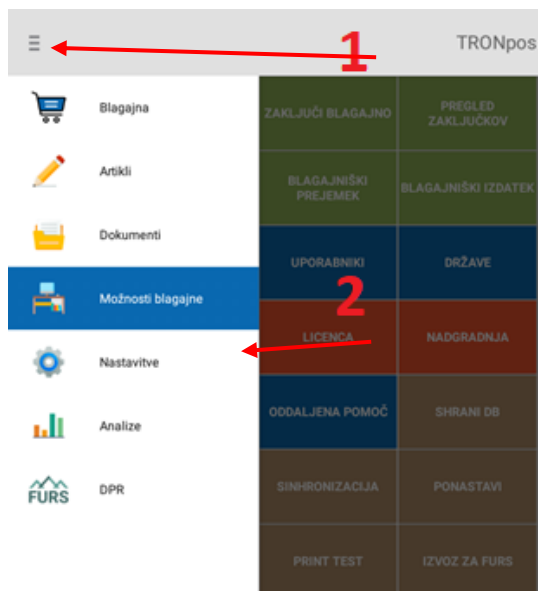 1
TRONpos
Blagajna
Artikli
Dokumenti
Možnosti blagajne
Nastavitve
Analize
FURS
DPR
ZAKLJUČI BLAGAJNO
PREGLED
ZAKLJUČKOV
BLAGAJNIŠKI
PREJEMEK
BLAGAJNIŠKI IZDATEK
UPORABNIKI
DRŽAVE
2
LICENCA
NADGRADNJA
ODDALJENA POMOČ
SHRANI DB
SINHRONIZACIJA
PONASTAVI
PRINT TEST
IZVOZ ZA FURS